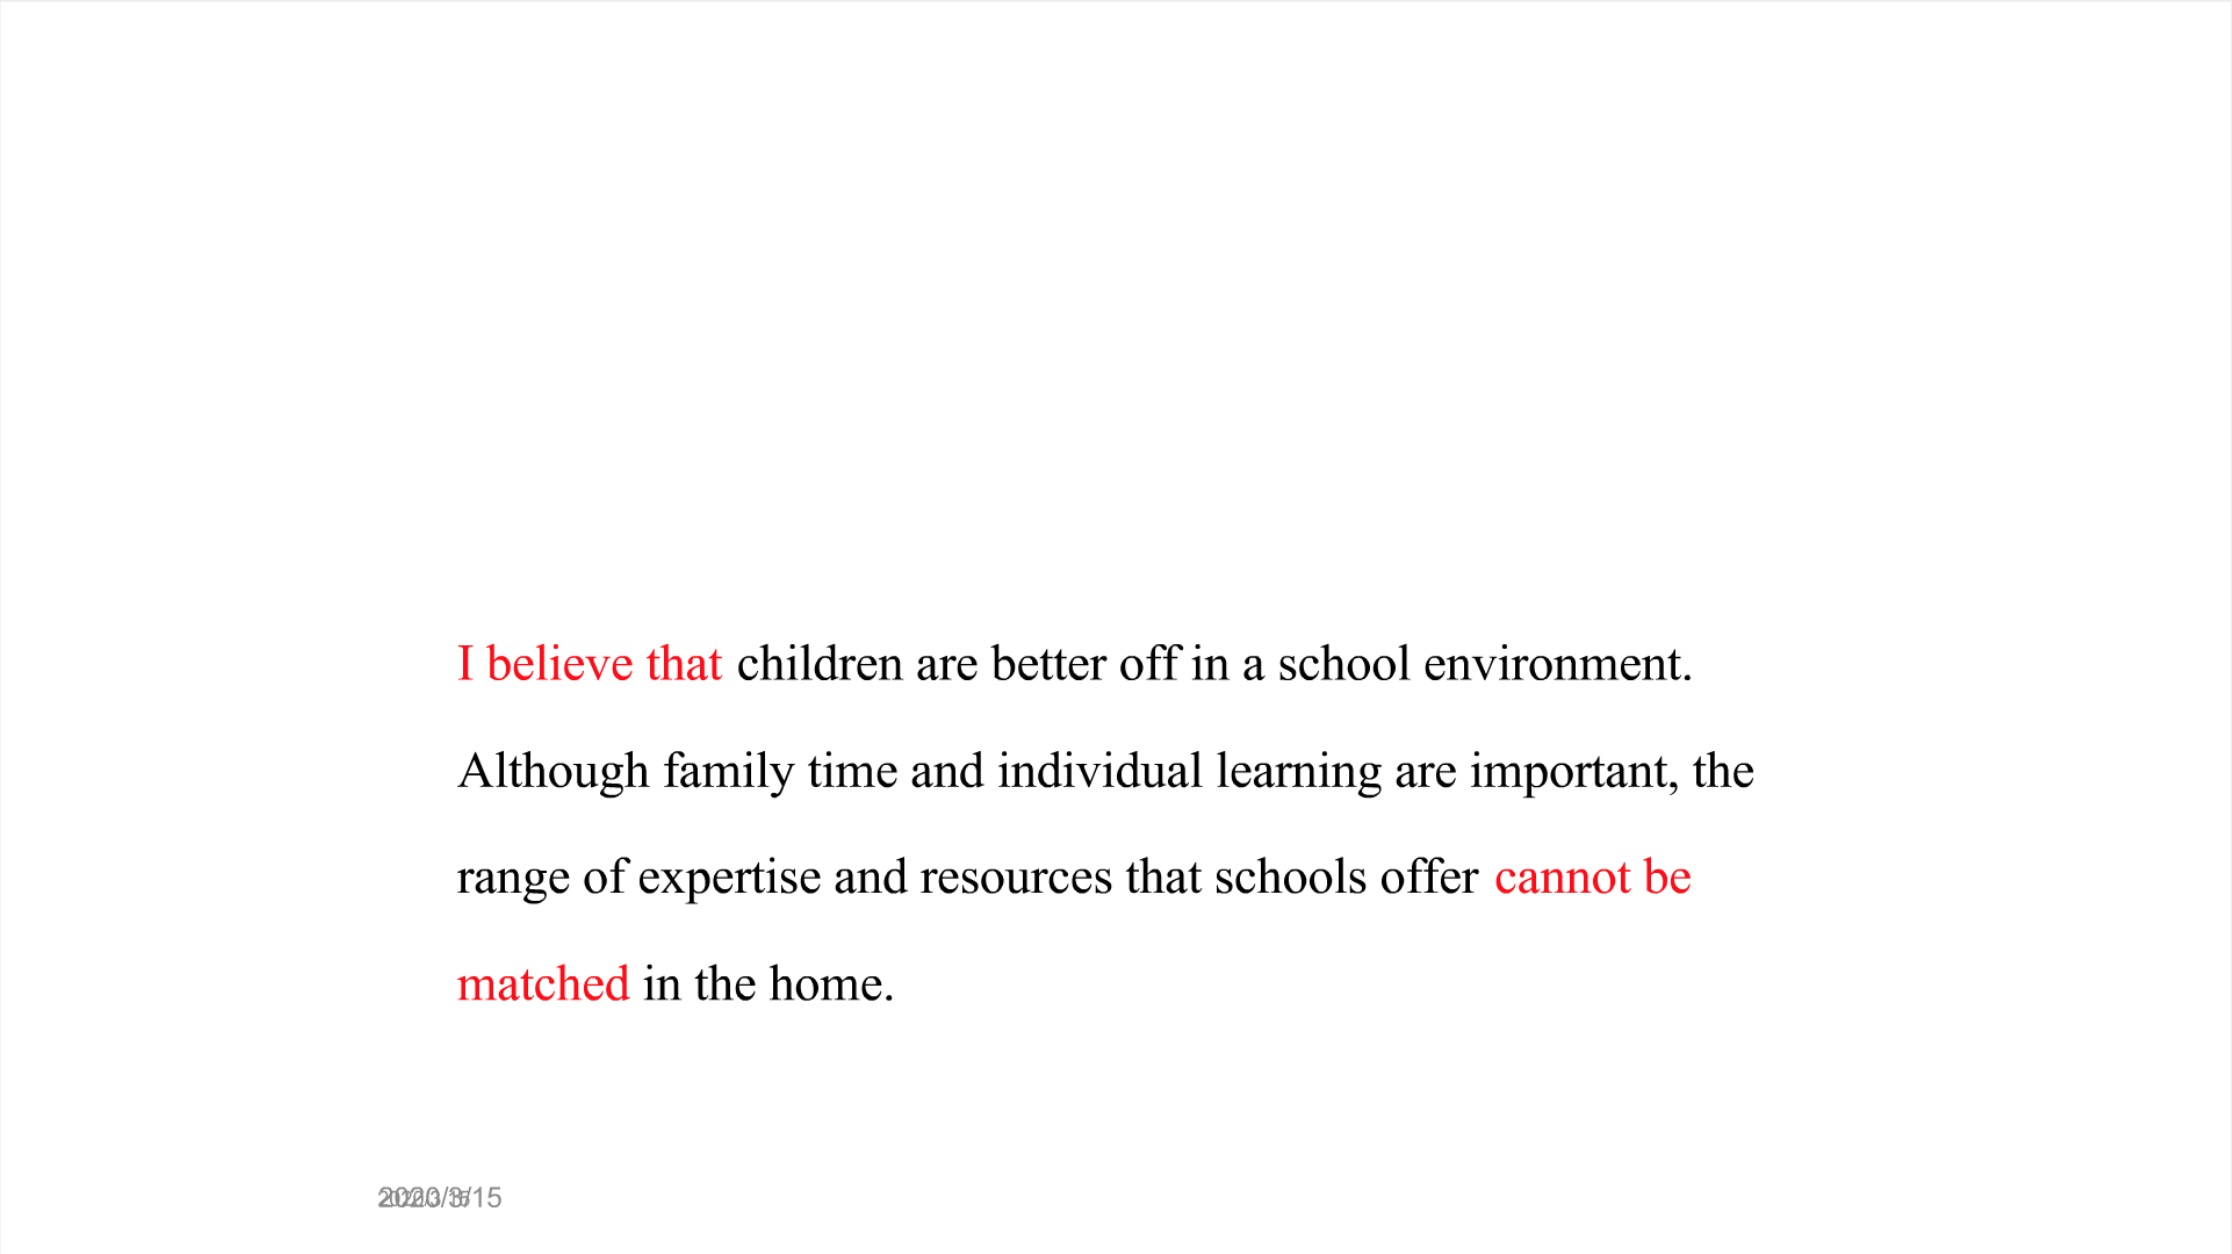 I believe that children are better off in a school environment.
Although family time and individual learning are important, the
range of expertise and resources that schools offer cannot be
matched in the home.
2020/3/15